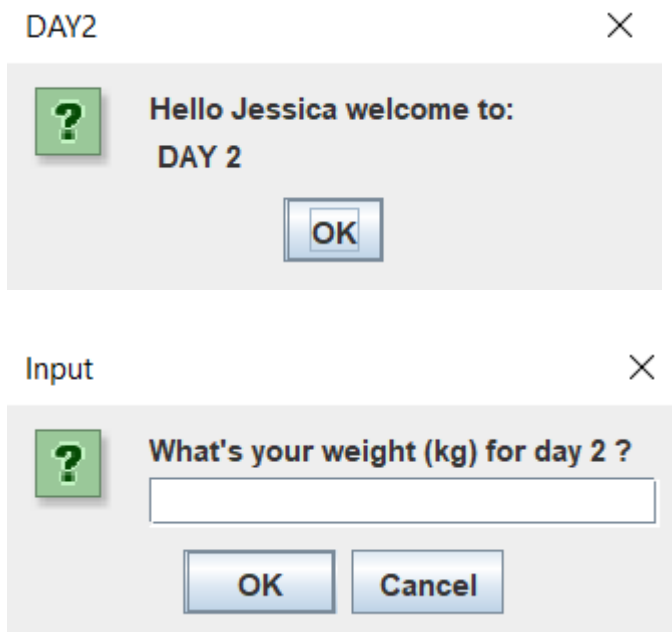 DAY2
?
Hello Jessica welcome to:
DAY 2
OK
Input
?
What's your weight (kg) for day 2 ?
OK Cancel